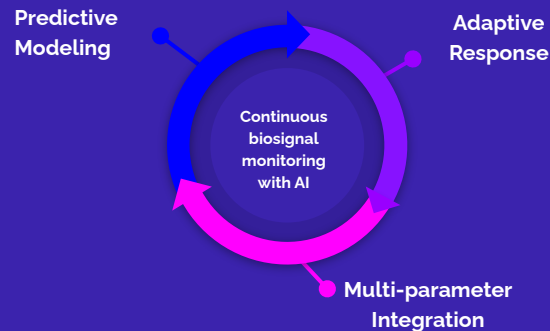 Predictive
Modeling
Adaptive
Response
Continuous
biosignal
monitoring
with AI
Multi-parameter
Integration